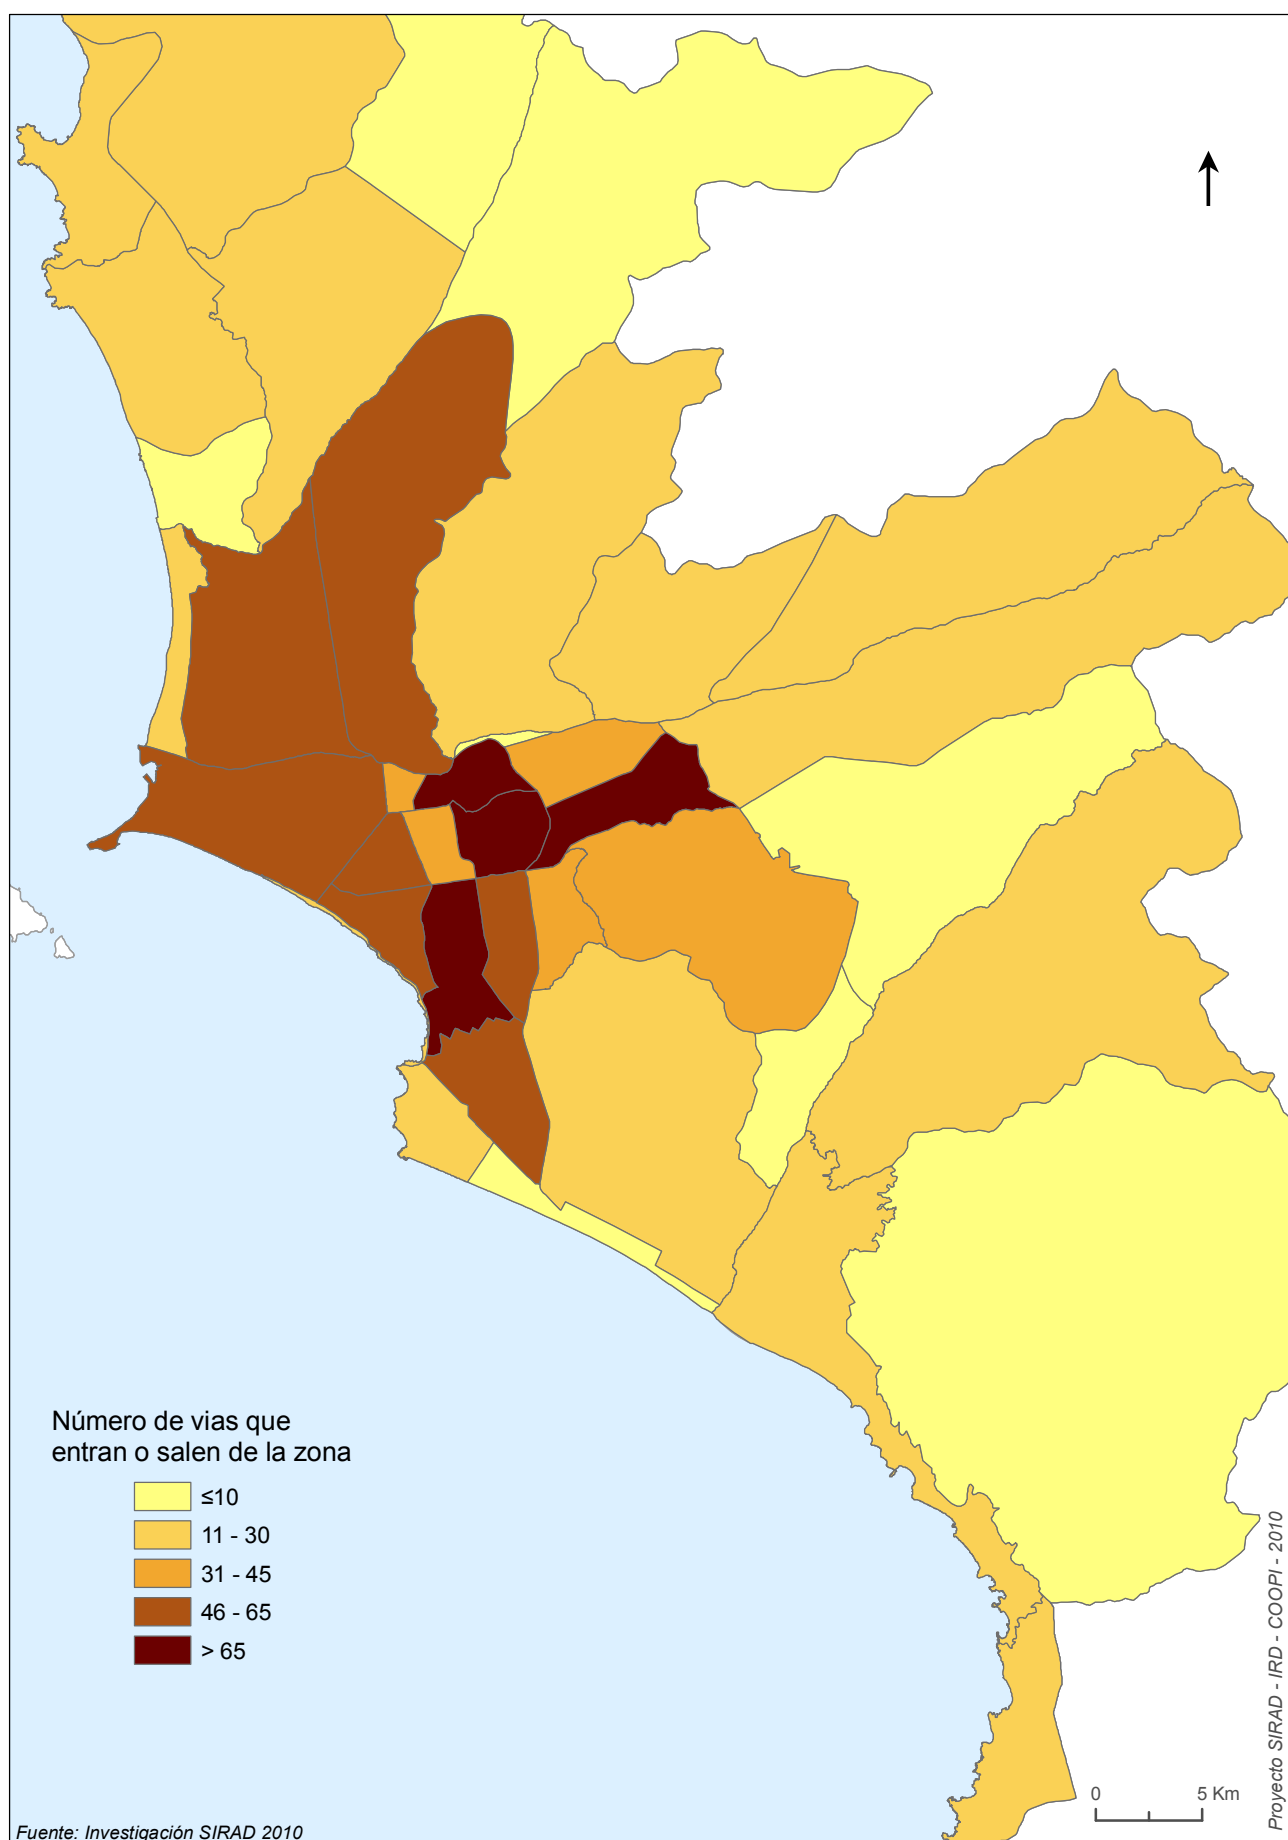 Número de vias que
entran o salen de la zona
≤10
11 - 30
31 - 45
46 - 65
> 65
0 5 Km
Fuente: Investigación SIRAD 2010
Proyecto SIRAD - IRD - COOPI - 2010